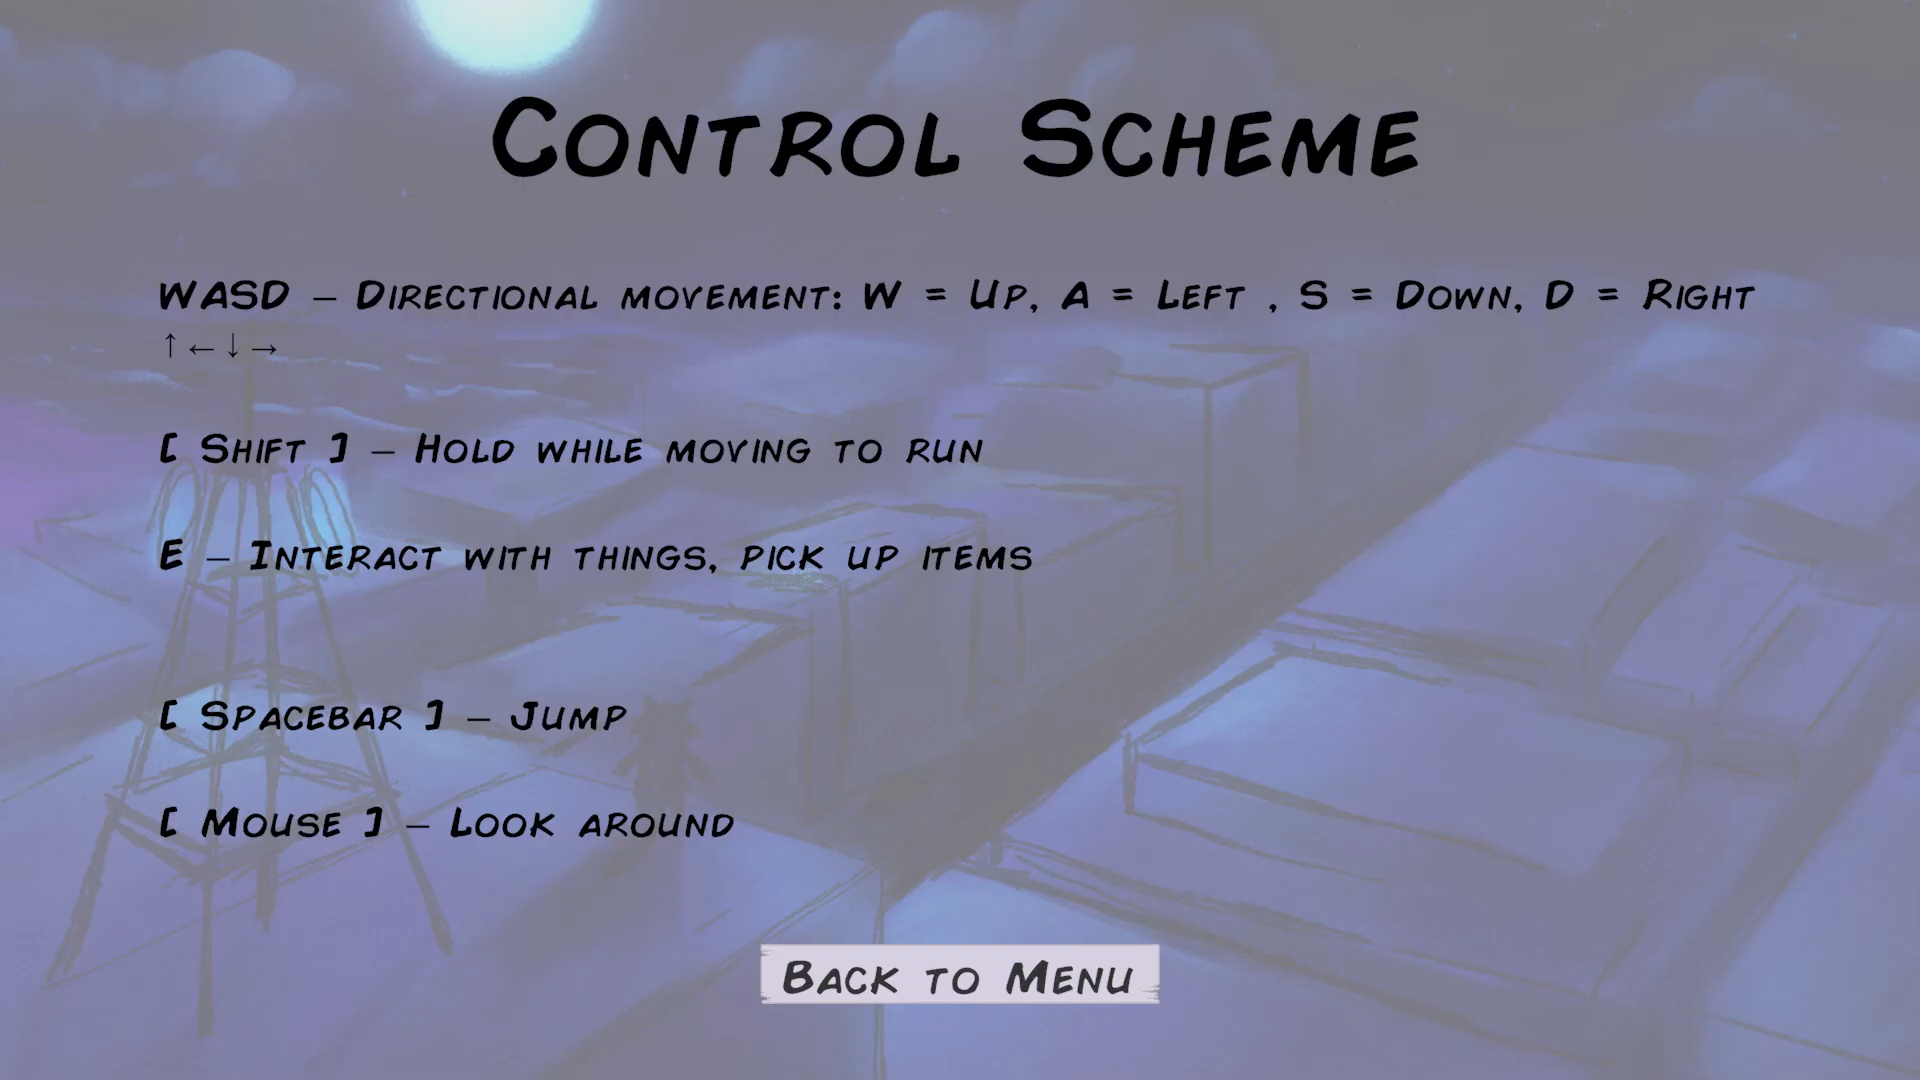 Control Scheme
WASD – Directional movement: W = Up, A = Left , S = Down, D = Right
↑ ← ↓ →
[ Shift ] – Hold while moving to run
E – Interact with things, pick up items
[ Spacebar ] – Jump
[ Mouse ] – Look around
Back to Menu